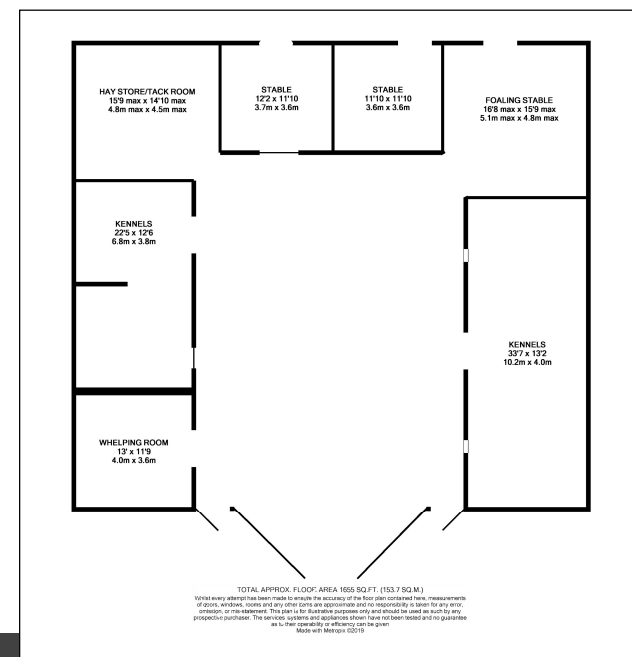 HAY STORE/TACK ROOM
15'9 max x 14'10 max
4.8m max x 4.5m max
STABLE
12'2 x 11'10
3.7m x 3.6m
STABLE
11'10 x 11'10
3.6m x 3.6m
FOALING STABLE
16'8 max x 15'9 max
5.1m max x 4.8m max
KENNELS
22'5 x 12'6
6.8m x 3.8m
KENNELS
33'7 x 13'2
10.2m x 4.0m
WHELPING ROOM
13' x 11'9
4.0m x 3.6m
TOTAL APPROX. FLOOR AREA 1655 SQ.FT. (153.7 SQ.M.)
Whilst every attempt has been made to ensure the accuracy of the floor plan contained here, measurements
of doors, windows, rooms and any other items are approximate and no responsibility is taken for any error,
omission, or mis-statement. This plan is for illustrative purposes only and should be used as such by any
prospective purchaser. The services, systems and appliances shown have not been tested and no guarantee
as to their operability or efficiency can be given
Made with Metropix ©2019